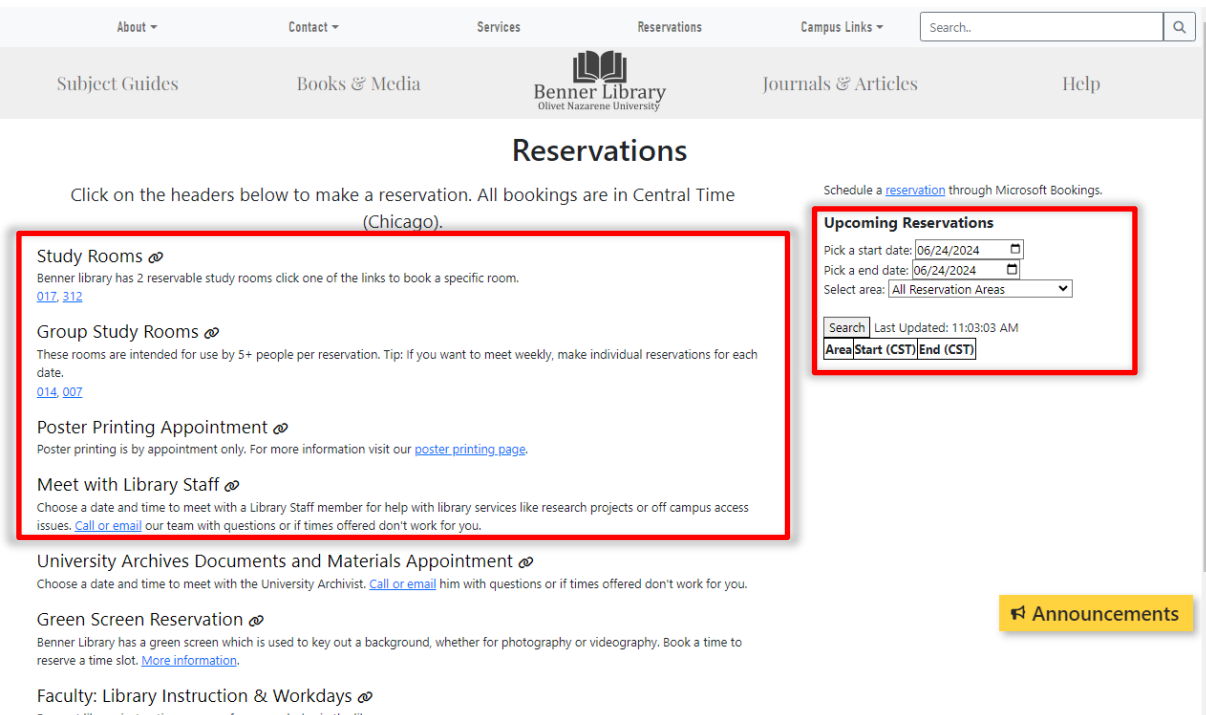 About
Contact
Services
Reservations
Campus Links
Search..
Subject Guides
Books & Media
Benner Library
Olivet Nazarene University
Journals & Articles
Help
Reservations
Click on the headers below to make a reservation. All bookings are in Central Time
(Chicago).
Study Rooms
Benner library has 2 reservable study rooms click one of the links to book a specific room.
017, 312
Group Study Rooms
These rooms are intended for use by 5+ people per reservation. Tip: If you want to meet weekly, make individual reservations for each
date.
014, 007
Poster Printing Appointment
Poster printing is by appointment only. For more information visit our poster printing page.
Meet with Library Staff
Choose a date and time to meet with a Library Staff member for help with library services like research projects or off campus access
issues. Call or email our team with questions or if times offered don't work for you.
University Archives Documents and Materials Appointment
Choose a date and time to meet with the University Archivist. Call or email him with questions or if times offered don't work for you.
Green Screen Reservation
Benner Library has a green screen which is used to key out a background, whether for photography or videography. Book a time to
reserve a time slot. More information.
Faculty: Library Instruction & Workdays
Schedule a reservation through Microsoft Bookings.
Upcoming Reservations
Pick a start date: 06/24/2024
Pick a end date: 06/24/2024
Select area: All Reservation Areas
Search Last Updated: 11:03:03 AM
Area Start (CST) End (CST)
Announcements